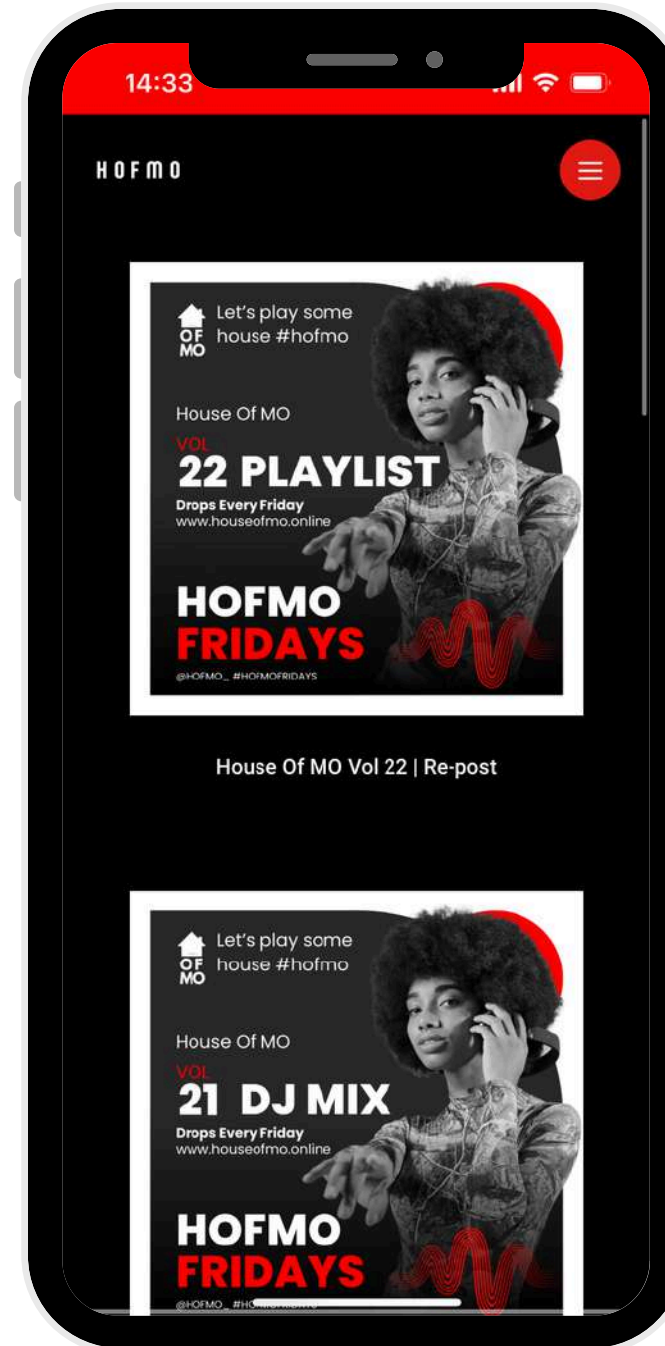 14:33
HOFMO
OF
MO
Let's play some
house #hofmo
House Of MO
VOL
22 PLAYLIST
Drops Every Friday
www.houseofmo.online
HOFMO
FRIDAYS
@HOFMO_ #HOFMOFRIDAYS
House Of MO Vol 22 | Re-post
OF
MO
Let's play some
house #hofmo
House Of MO
VOL
21 DJ MIX
Drops Every Friday
www.houseofmo.online
HOFMO
FRIDAYS
@HOFMO_